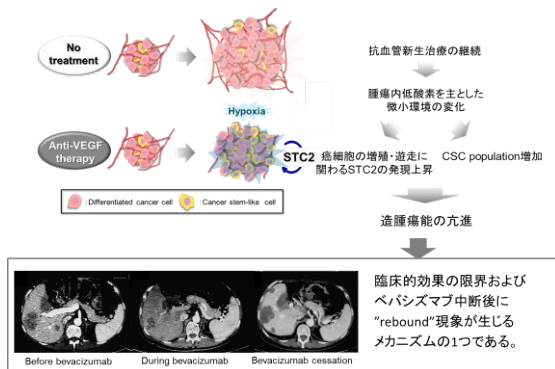 No
treatment
Hypoxia
Anti-VEGF
therapy
STC2
:Differentiated cancer cell
:Cancer stem-like cell
抗血管新生治療の継続
腫瘍内低酸素を主とした
微小環境の変化
癌細胞の増殖・遊走に
関わるSTC2の発現上昇
CSC population増加
造腫瘍能の亢進
Before bevacizumab
During bevacizumab
Bevacizumab cessation
臨床的効果の限界および
ベバシズマブ中断後に
”rebound”現象が生じる
メカニズムの1つである。